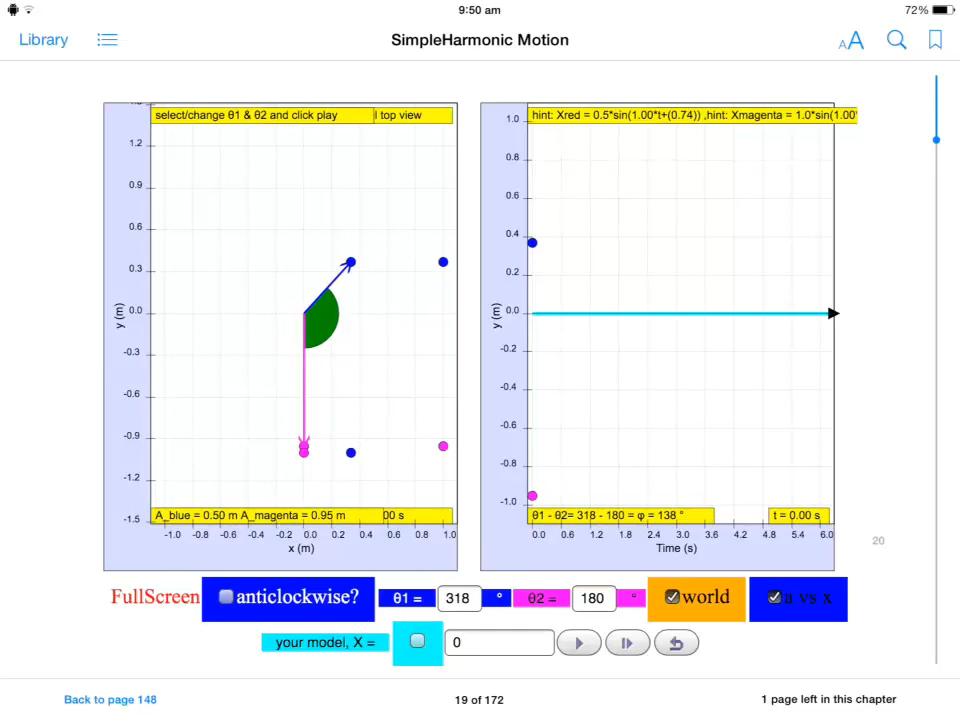 9:50 am
72%
Library
SimpleHarmonic Motion
AA
select/change θ1 & θ2 and click play
l top view
1.2
0.9
0.6
0.3
0.0
-0.3
-0.6
-0.9
-1.2
-1.5
y (m)
A_blue = 0.50 m A_magenta = 0.95 m
00 s
-1.0 -0.8 -0.6 -0.4 -0.2 0.0 0.2 0.4 0.6 0.8 1.0
x (m)
hint: Xred = 0.5*sin(1.00*t+(0.74)) ,hint: Xmagenta = 1.0*sin(1.00*
1.0
0.8
0.6
0.4
0.2
0.0
-0.2
-0.4
-0.6
-0.8
-1.0
y (m)
θ1 - θ2= 318 - 180 = φ = 138 °
t = 0.00 s
0.0 0.6 1.2 1.8 2.4 3.0 3.6 4.2 4.8 5.4 6.0
Time (s)
20
FullScreen anticlockwise? θ1 = 318 ° θ2 = 180 ° world a vs x
your model, X = 0
Back to page 148
19 of 172
1 page left in this chapter